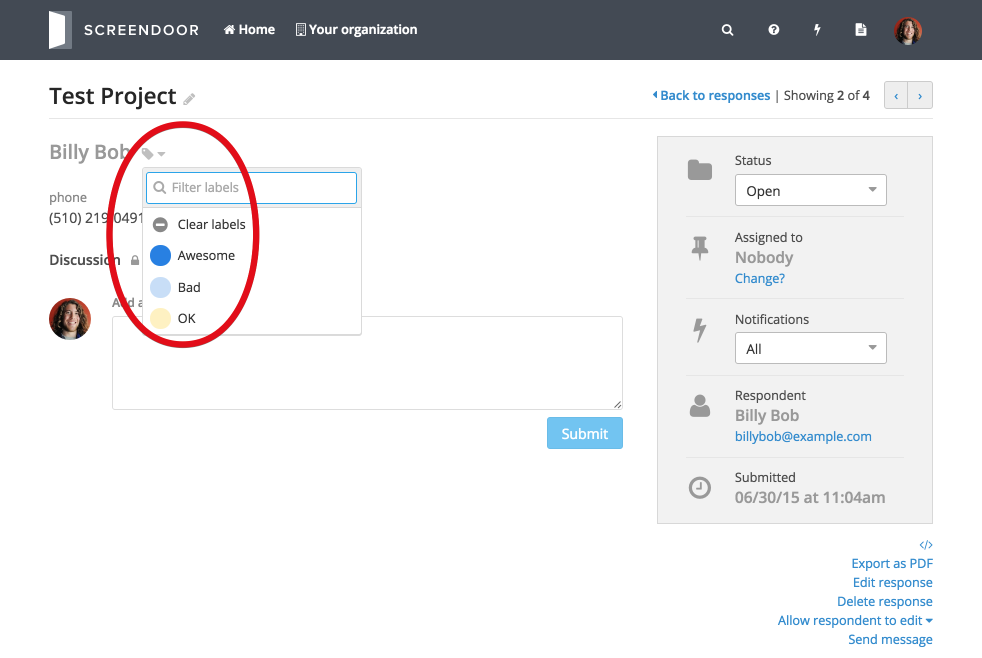 SCREENDOOR Home Your organization
Test Project
Back to responses | Showing 2 of 4 ‹ ›
Billy Bob
Filter labels
phone
(510) 219-0491
Clear labels
Awesome
Bad
OK
Discussion
Add a
Submit
Status
Open
Assigned to
Nobody
Change?
Notifications
All
Respondent
Billy Bob
billybob@example.com
Submitted
06/30/15 at 11:04am
</>
Export as PDF
Edit response
Delete response
Allow respondent to edit
Send message